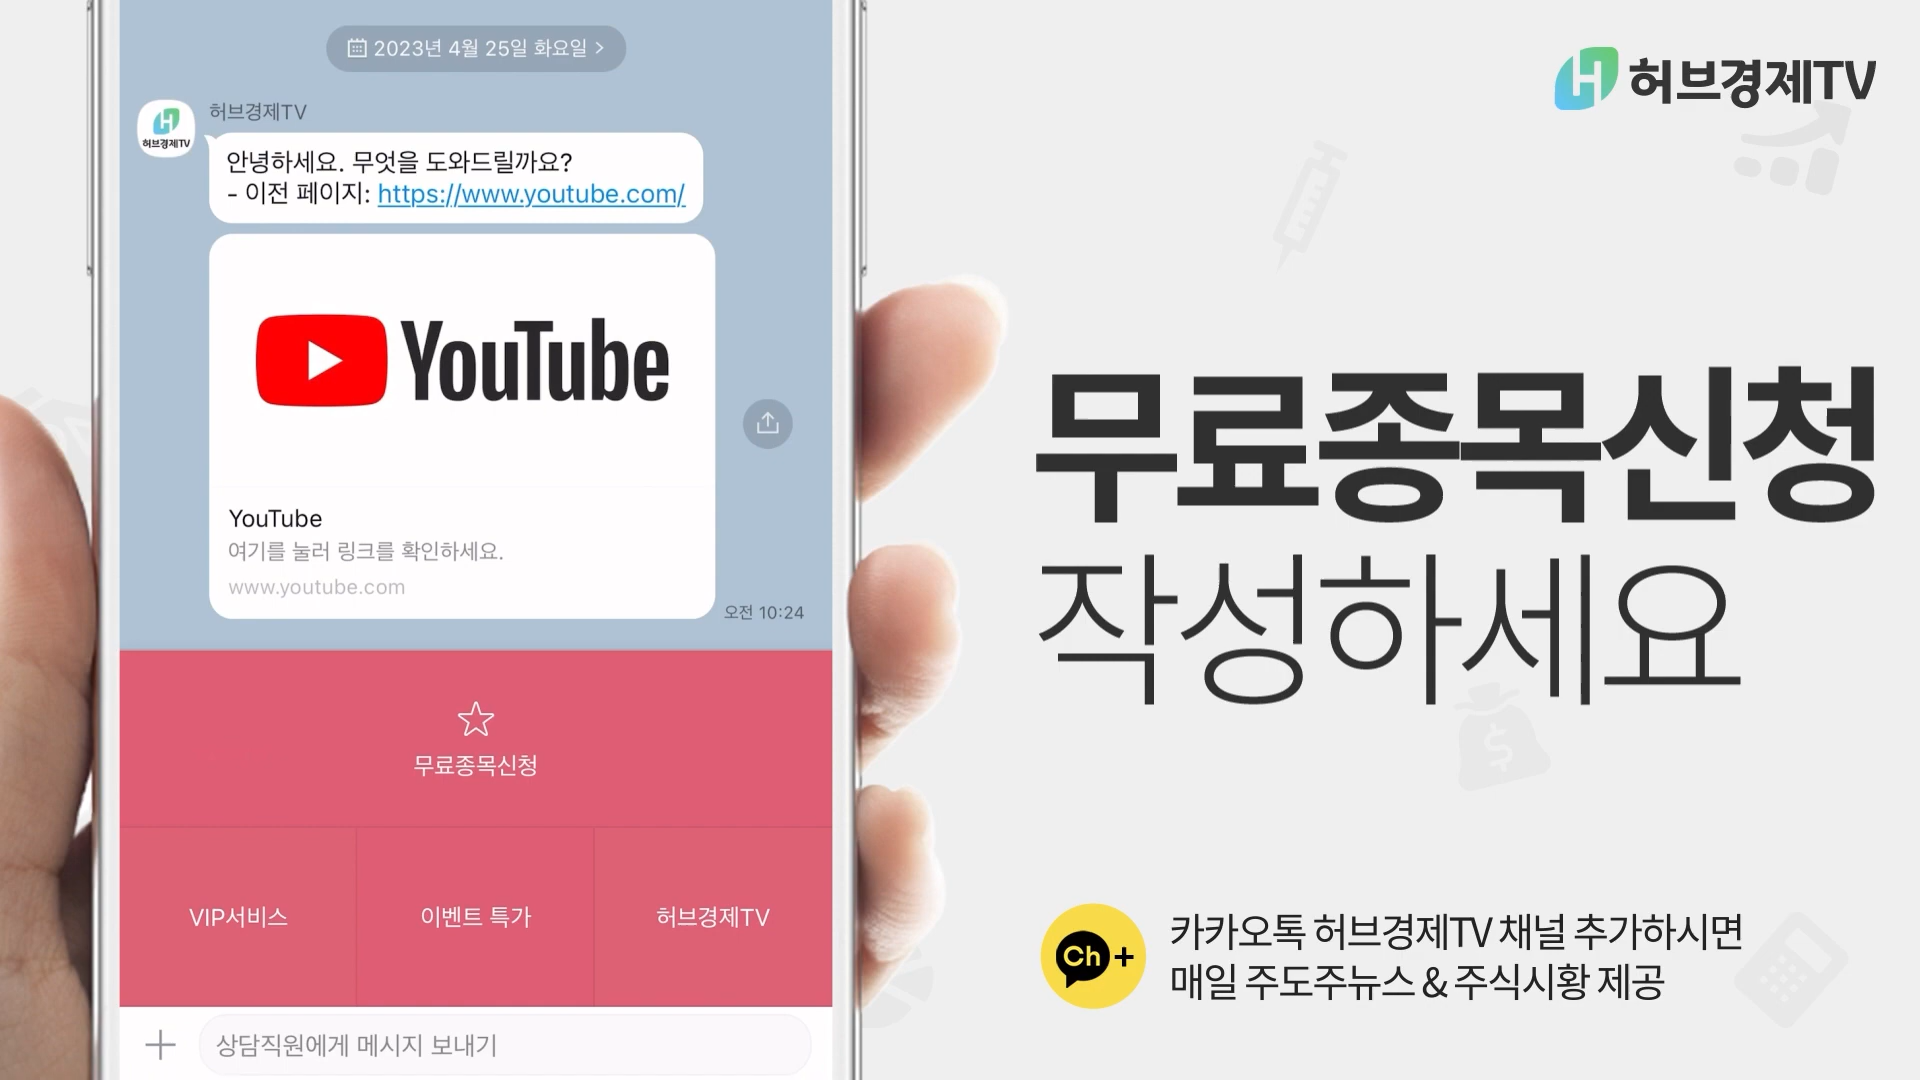 2023년 4월 25일 화요일 >
허브경제TV
허브경제TV
안녕하세요. 무엇을 도와드릴까요?
- 이전 페이지: https://www.youtube.com/
YouTube
YouTube
여기를 눌러 링크를 확인하세요.
www.youtube.com
오전 10:24
무료종목신청
VIP서비스
이벤트 특가
허브경제TV
상담직원에게 메시지 보내기
H 허브경제TV
무료종목신청
작성하세요
Ch+
카카오톡 허브경제TV 채널 추가하시면
매일 주도주뉴스 & 주식시황 제공